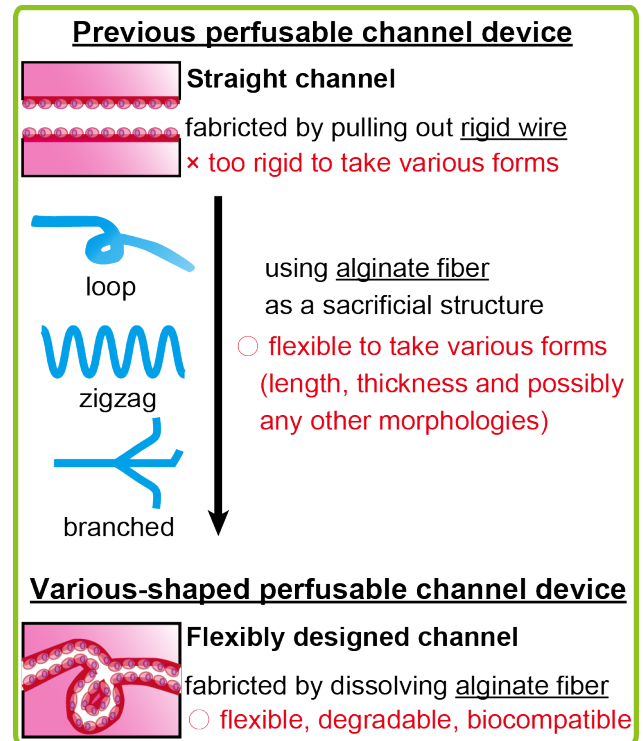 Previous perfusable channel device
Straight channel
fabricted by pulling out rigid wire
× too rigid to take various forms
loop
zigzag
branched
using alginate fiber
as a sacrificial structure
○ flexible to take various forms
(length, thickness and possibly
any other morphologies)
Various-shaped perfusable channel device
Flexibly designed channel
fabricated by dissolving alginate fiber
○ flexible, degradable, biocompatible